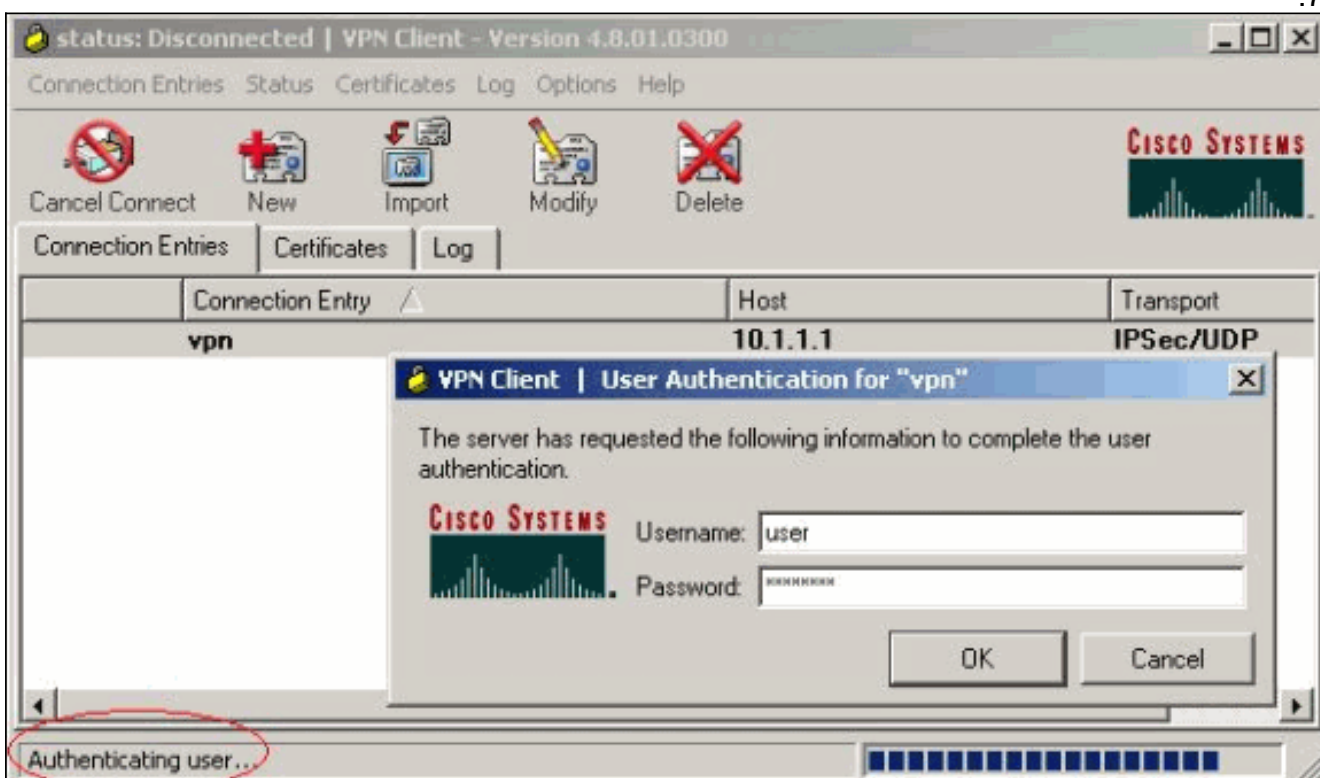 status: Disconnected | VPN Client - Version 4.8.01.0300
Connection Entries Status Certificates Log Options Help
Cancel Connect New Import Modify Delete
CISCO SYSTEMS
Connection Entries Certificates Log
Connection Entry Host Transport
vpn 10.1.1.1 IPSec/UDP
VPN Client | User Authentication for "vpn"
The server has requested the following information to complete the user
authentication.
CISCO SYSTEMS
Username: user
Password: ********
OK Cancel
Authenticating user...